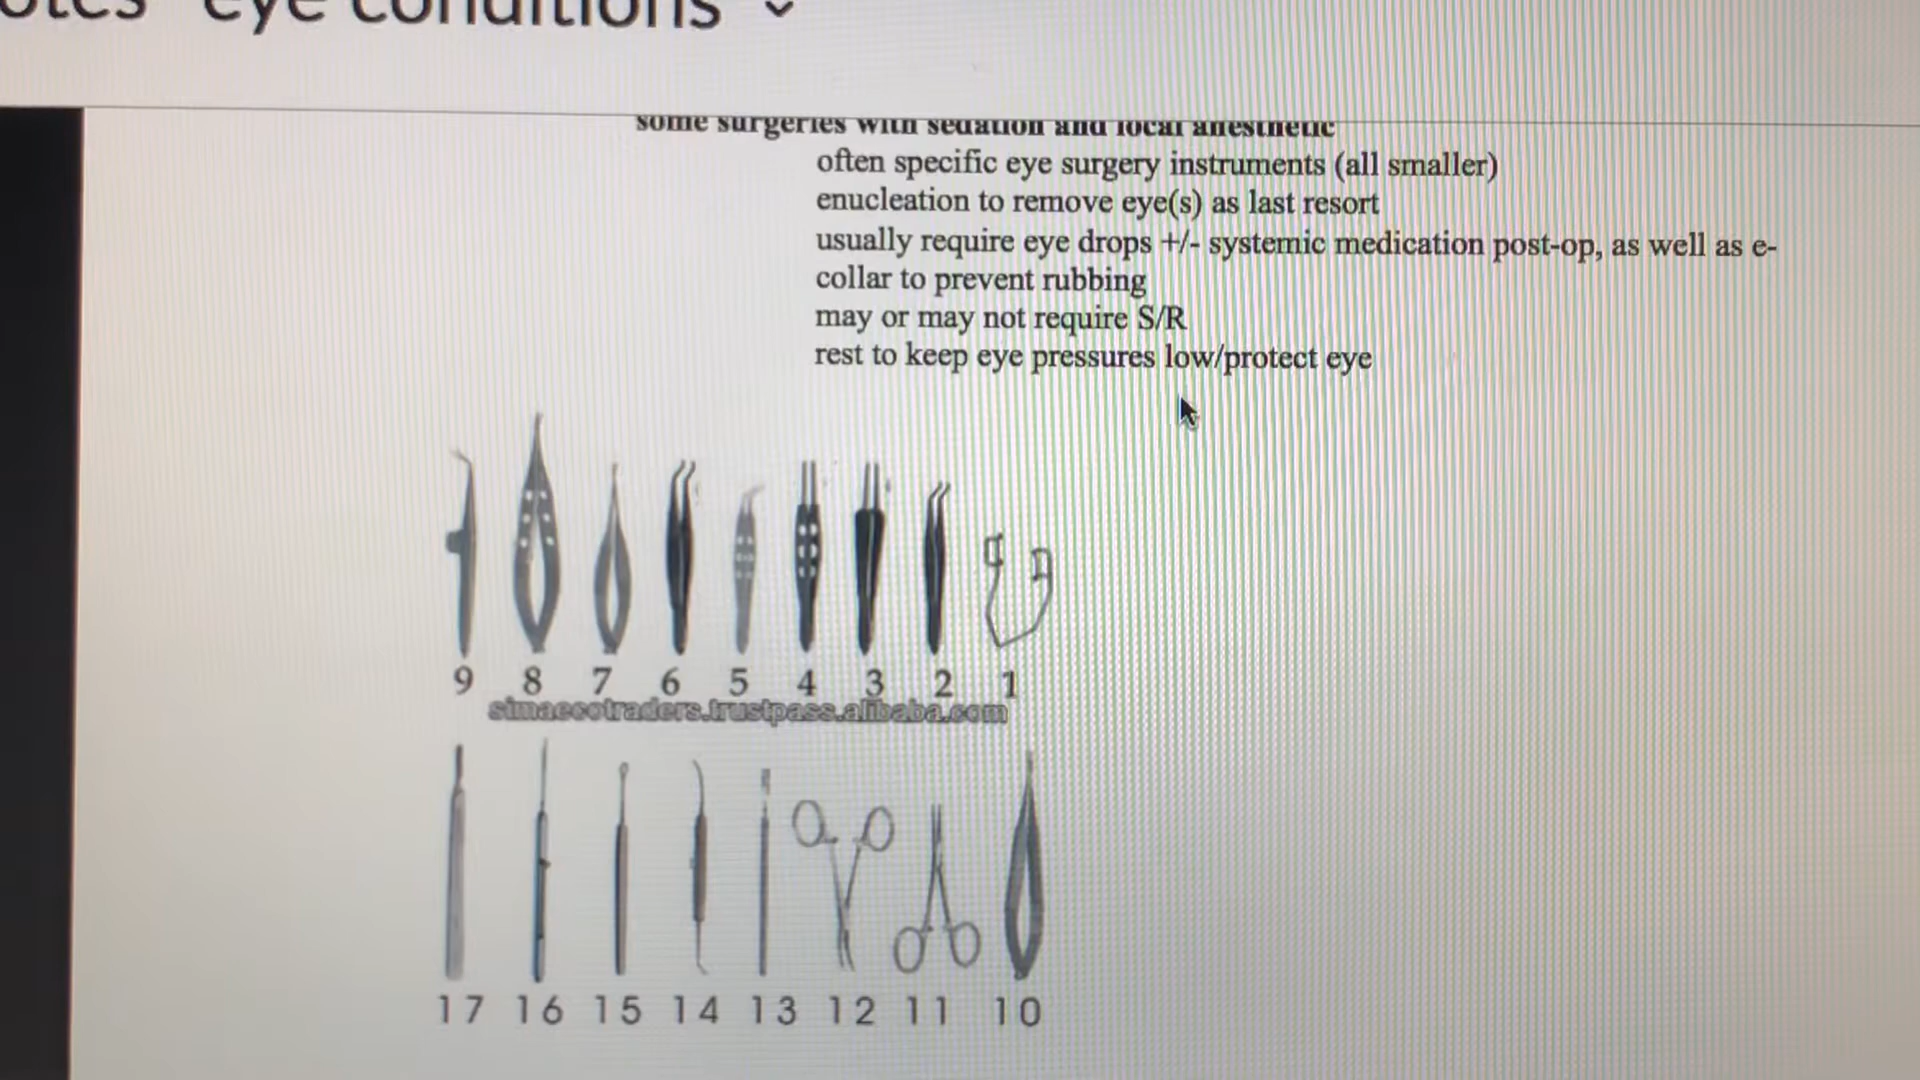 otes eye conditions
some surgeries with sedation and local anesthetic
often specific eye surgery instruments (all smaller)
enucleation to remove eye(s) as last resort
usually require eye drops +/- systemic medication post-op, as well as e-
collar to prevent rubbing
may or may not require S/R
rest to keep eye pressures low/protect eye
9 8 7 6 5 4 3 2 1
simaecotraders.trustpass.alibaba.com
17 16 15 14 13 12 11 10